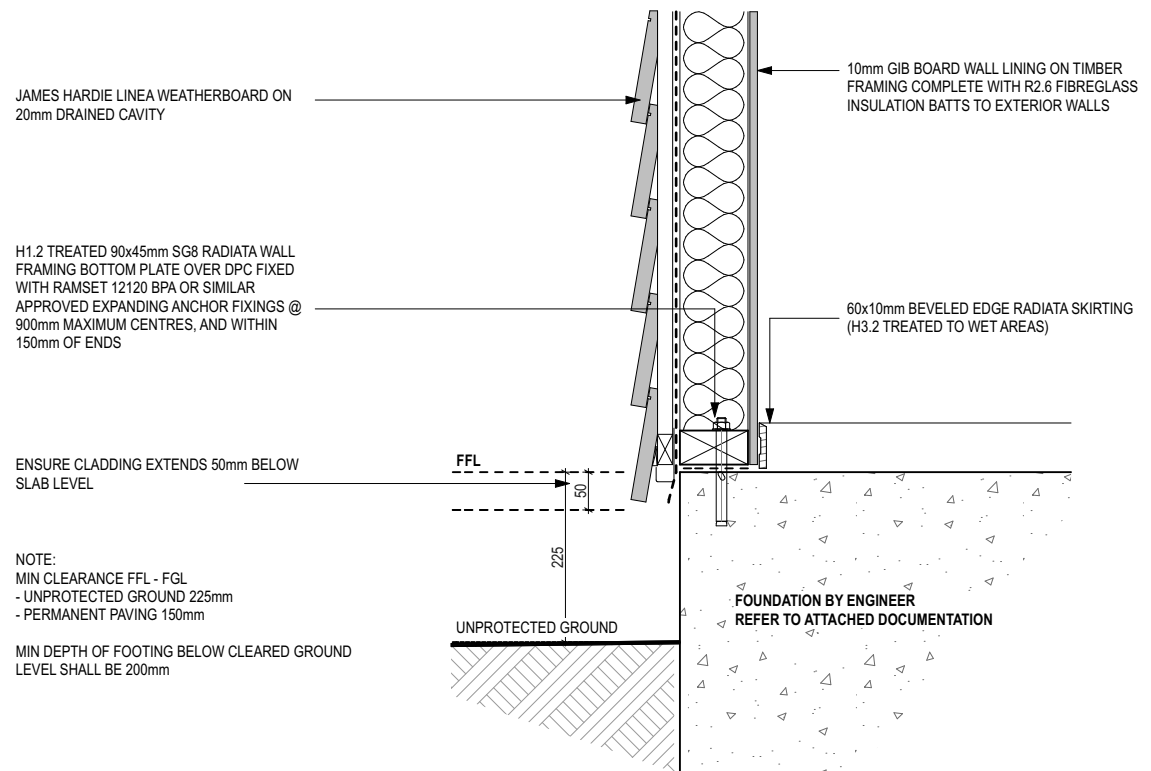 JAMES HARDIE LINEA WEATHERBOARD ON
20mm DRAINED CAVITY
10mm GIB BOARD WALL LINING ON TIMBER
FRAMING COMPLETE WITH R2.6 FIBREGLASS
INSULATION BATTS TO EXTERIOR WALLS
H1.2 TREATED 90x45mm SG8 RADIATA WALL
FRAMING BOTTOM PLATE OVER DPC FIXED
WITH RAMSET 12120 BPA OR SIMILAR
APPROVED EXPANDING ANCHOR FIXINGS @
900mm MAXIMUM CENTRES, AND WITHIN
150mm OF ENDS
60x10mm BEVELED EDGE RADIATA SKIRTING
(H3.2 TREATED TO WET AREAS)
ENSURE CLADDING EXTENDS 50mm BELOW
SLAB LEVEL
FFL
50
225
NOTE:
MIN CLEARANCE FFL - FGL
- UNPROTECTED GROUND 225mm
- PERMANENT PAVING 150mm
MIN DEPTH OF FOOTING BELOW CLEARED GROUND
LEVEL SHALL BE 200mm
UNPROTECTED GROUND
FOUNDATION BY ENGINEER
REFER TO ATTACHED DOCUMENTATION